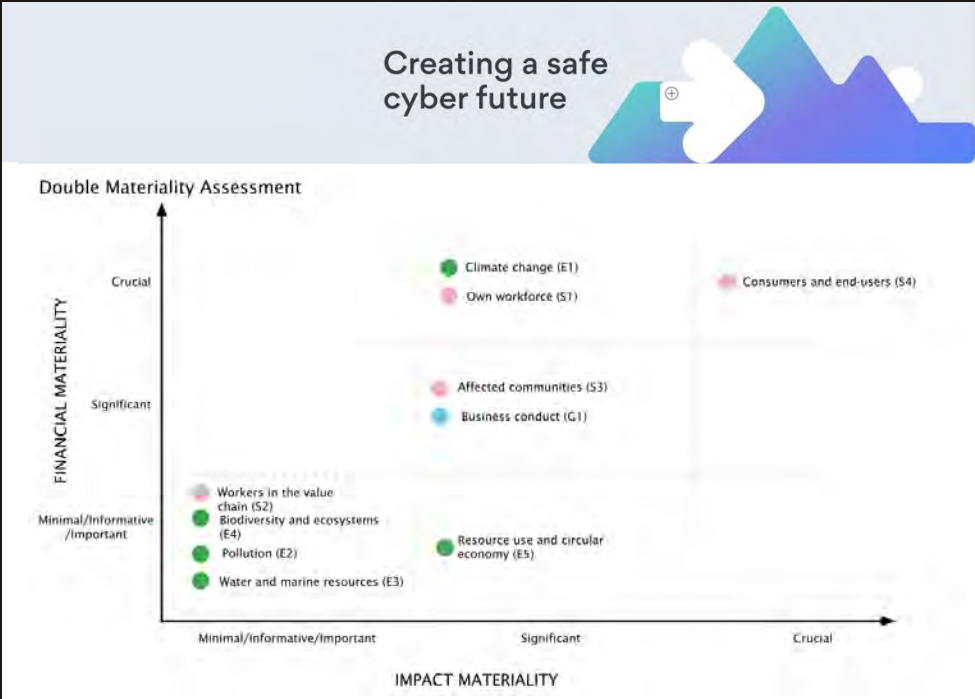 Creating a safe
cyber future
Double Materiality Assessment
FINANCIAL MATERIALITY
Crucial
Climate change (E1)
Own workforce (S1)
Consumers and end-users (S4)
Significant
Affected communities (S3)
Business conduct (G1)
Minimal/Informative
/Important
Workers in the value
chain (S2)
Biodiversity and ecosystems
(E4)
Pollution (E2)
Water and marine resources (E3)
Resource use and circular
economy (E5)
Minimal/Informative/Important
Significant
Crucial
IMPACT MATERIALITY